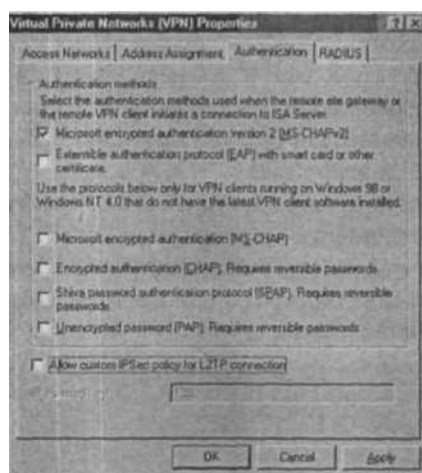 Virtual Private Networks (VPN) Properties
Access Networks Address Assignment Authentication RADIUS
Authentication methods
Select the authentication methods used when the remote site gateway or
the remote VPN client initiates a connection to ISA Server.
Microsoft encrypted authentication version 2 (MS-CHAPv2)
Extensible authentication protocol (EAP) with smart card or other
certificate.
Use the protocols below only for VPN clients running on Windows 98 or
Windows NT 4.0 that do not have the latest VPN client software installed.
Microsoft encrypted authentication (MS-CHAP)
Encrypted authentication (CHAP). Requires reversible passwords.
Shiva password authentication protocol (SPAP). Requires reversible
passwords.
Unencrypted password (PAP). Requires reversible passwords.
Allow custom IPSec policy for L2TP connection
OK Cancel Apply